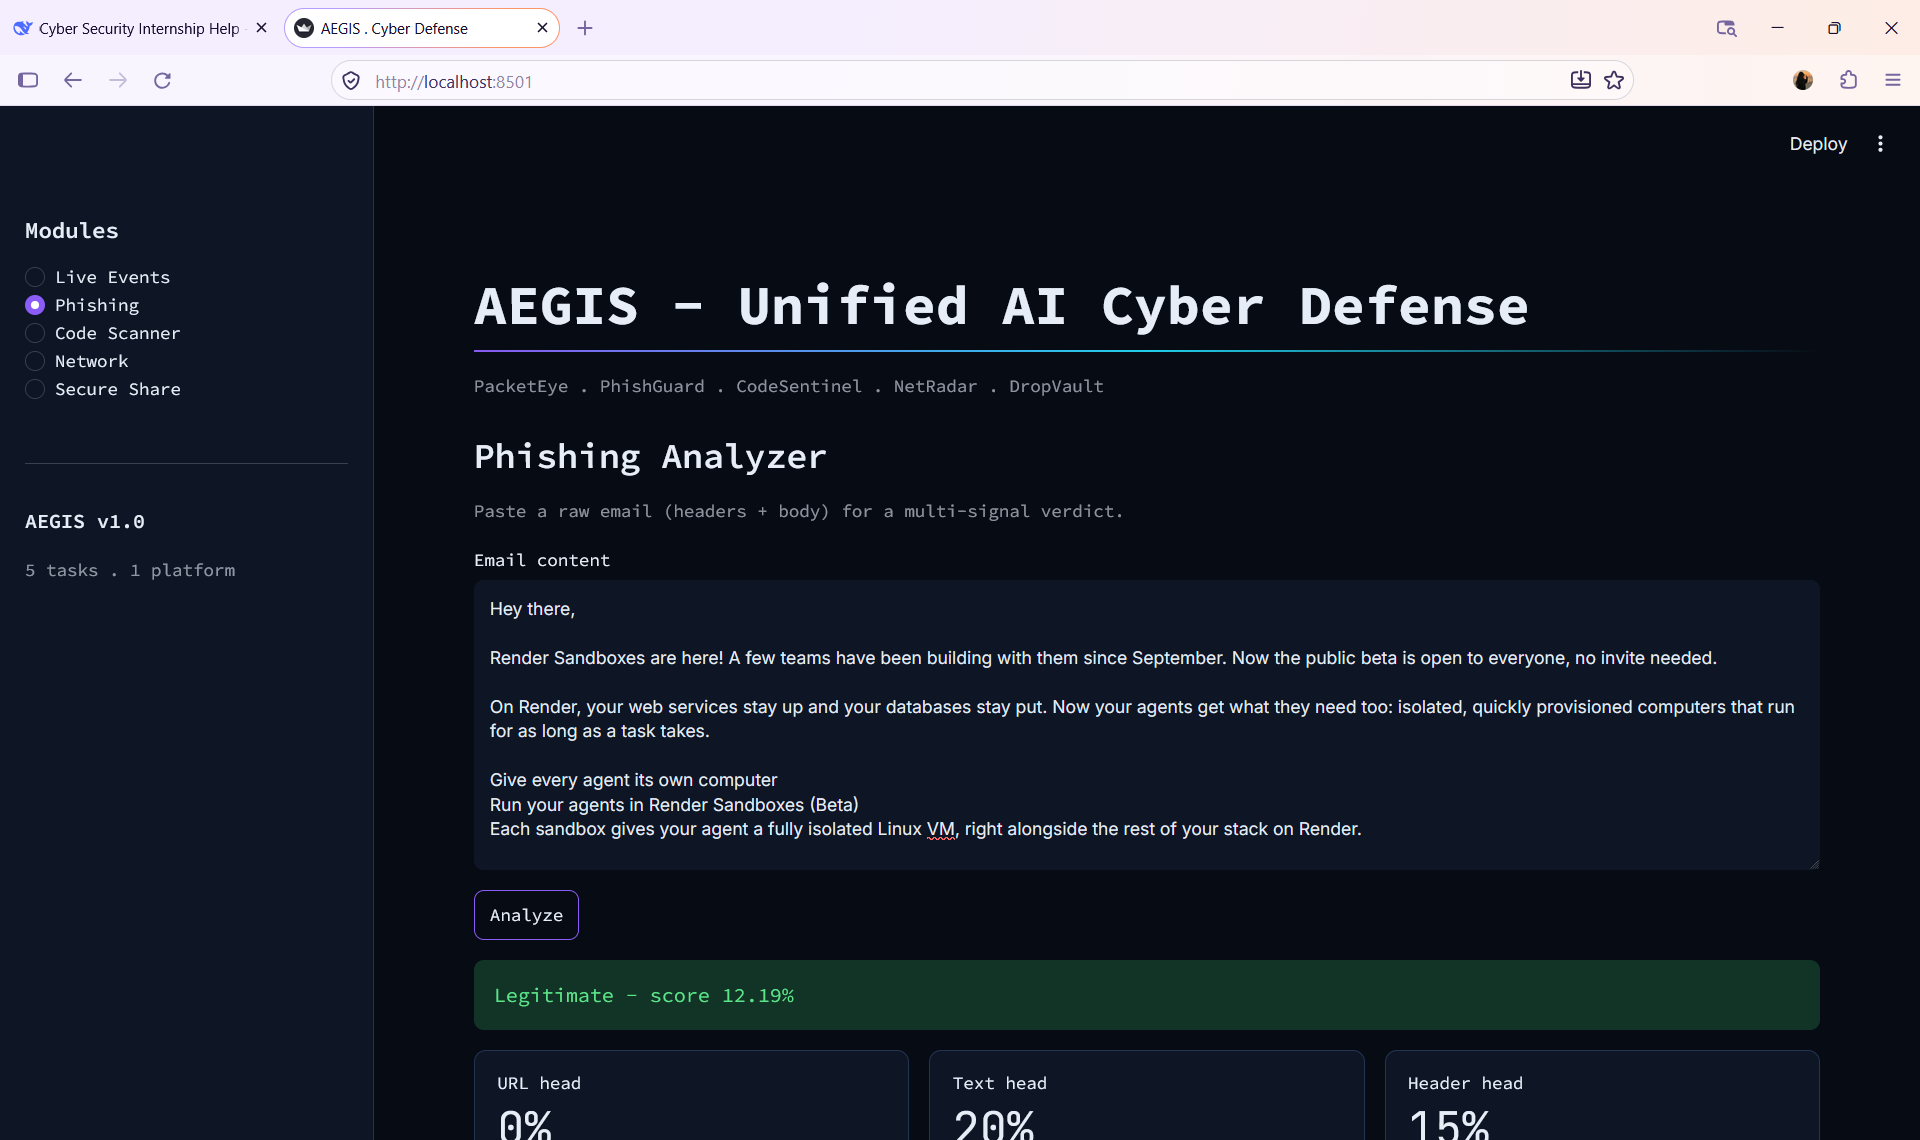 Cyber Security Internship Help
AEGIS . Cyber Defense
http://localhost:8501
Deploy
Modules
Live Events
Phishing
Code Scanner
Network
Secure Share
AEGIS v1.0
5 tasks . 1 platform
AEGIS - Unified AI Cyber Defense
PacketEye . PhishGuard . CodeSentinel . NetRadar . DropVault
Phishing Analyzer
Paste a raw email (headers + body) for a multi-signal verdict.
Email content
Hey there,
Render Sandboxes are here! A few teams have been building with them since September. Now the public beta is open to everyone, no invite needed.
On Render, your web services stay up and your databases stay put. Now your agents get what they need too: isolated, quickly provisioned computers that run
for as long as a task takes.
Give every agent its own computer
Run your agents in Render Sandboxes (Beta)
Each sandbox gives your agent a fully isolated Linux VM, right alongside the rest of your stack on Render.
Analyze
Legitimate - score 12.19%
URL head
0%
Text head
20%
Header head
15%